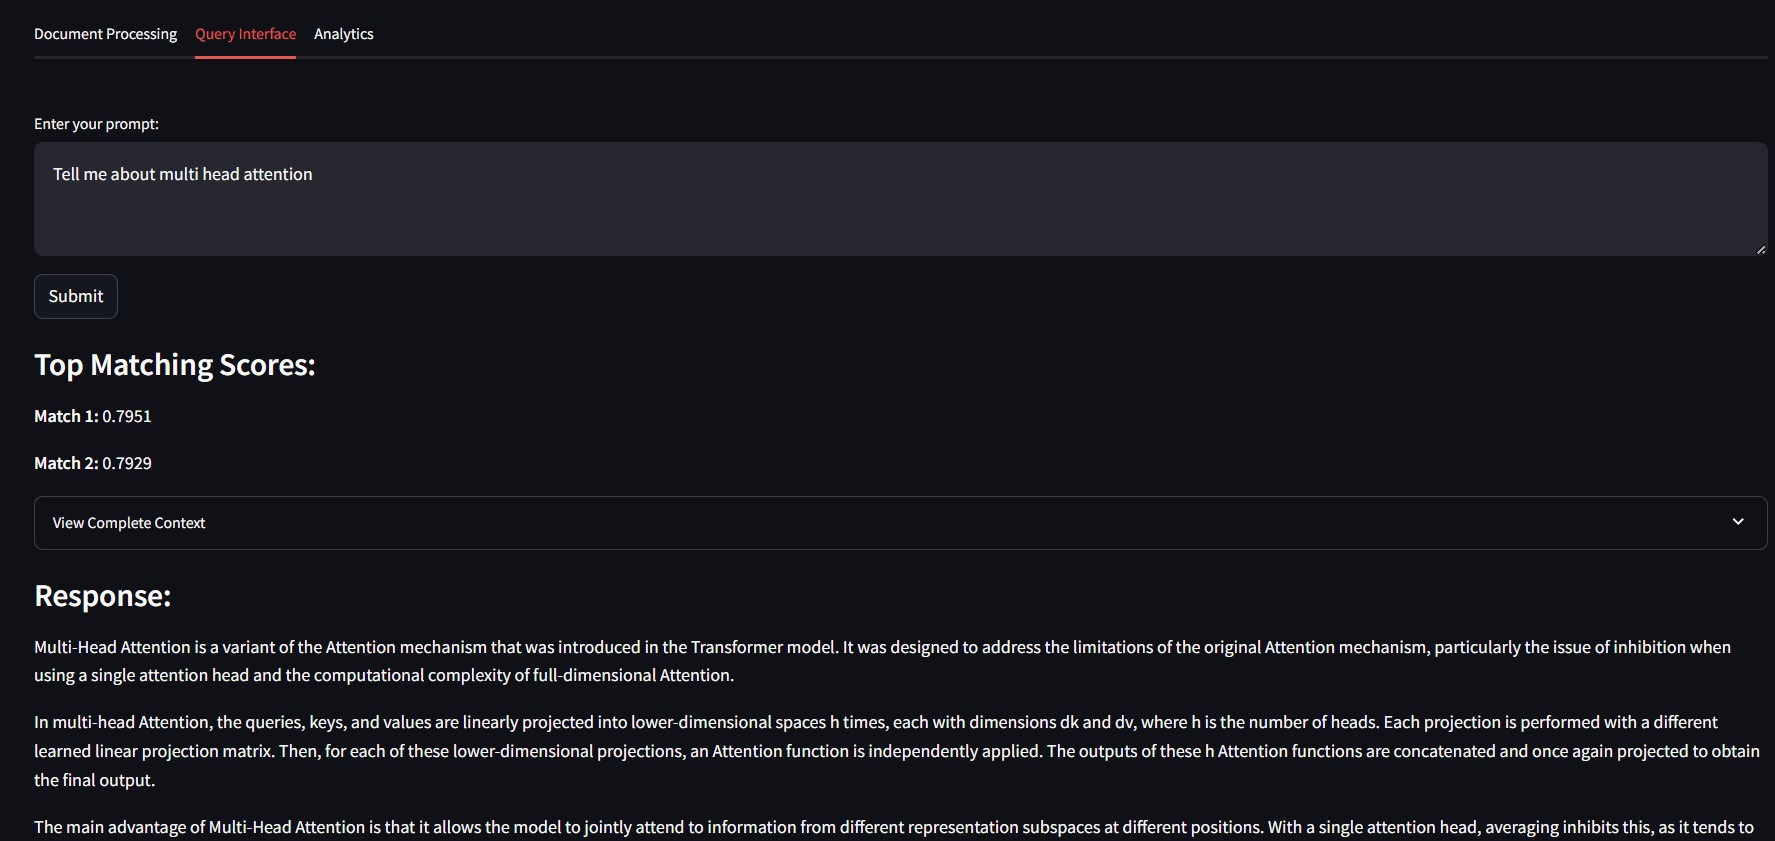 Document Processing Query Interface Analytics
Enter your prompt:
Tell me about multi head attention
Submit
Top Matching Scores:
Match 1: 0.7951
Match 2: 0.7929
View Complete Context
Response:
Multi-Head Attention is a variant of the Attention mechanism that was introduced in the Transformer model. It was designed to address the limitations of the original Attention mechanism, particularly the issue of inhibition when
using a single attention head and the computational complexity of full-dimensional Attention.
In multi-head Attention, the queries, keys, and values are linearly projected into lower-dimensional spaces h times, each with dimensions dk and dv, where h is the number of heads. Each projection is performed with a different
learned linear projection matrix. Then, for each of these lower-dimensional projections, an Attention function is independently applied. The outputs of these h Attention functions are concatenated and once again projected to obtain
the final output.
The main advantage of Multi-Head Attention is that it allows the model to jointly attend to information from different representation subspaces at different positions. With a single attention head, averaging inhibits this, as it tends to